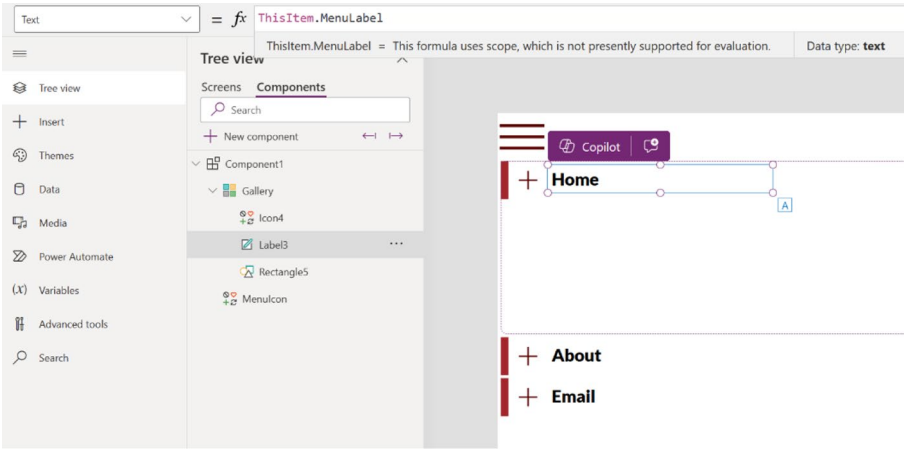 Text = fx ThisItem.MenuLabel
ThisItem.MenuLabel = This formula uses scope, which is not presently supported for evaluation. Data type: text
Tree view
Screens Components
Search
New component
Component1
Gallery
Icon4
Label3 ...
Rectangle5
MenuIcon
Tree view
Insert
Themes
Data
Media
Power Automate
(x) Variables
Advanced tools
Search
Copilot
Home
A
About
Email